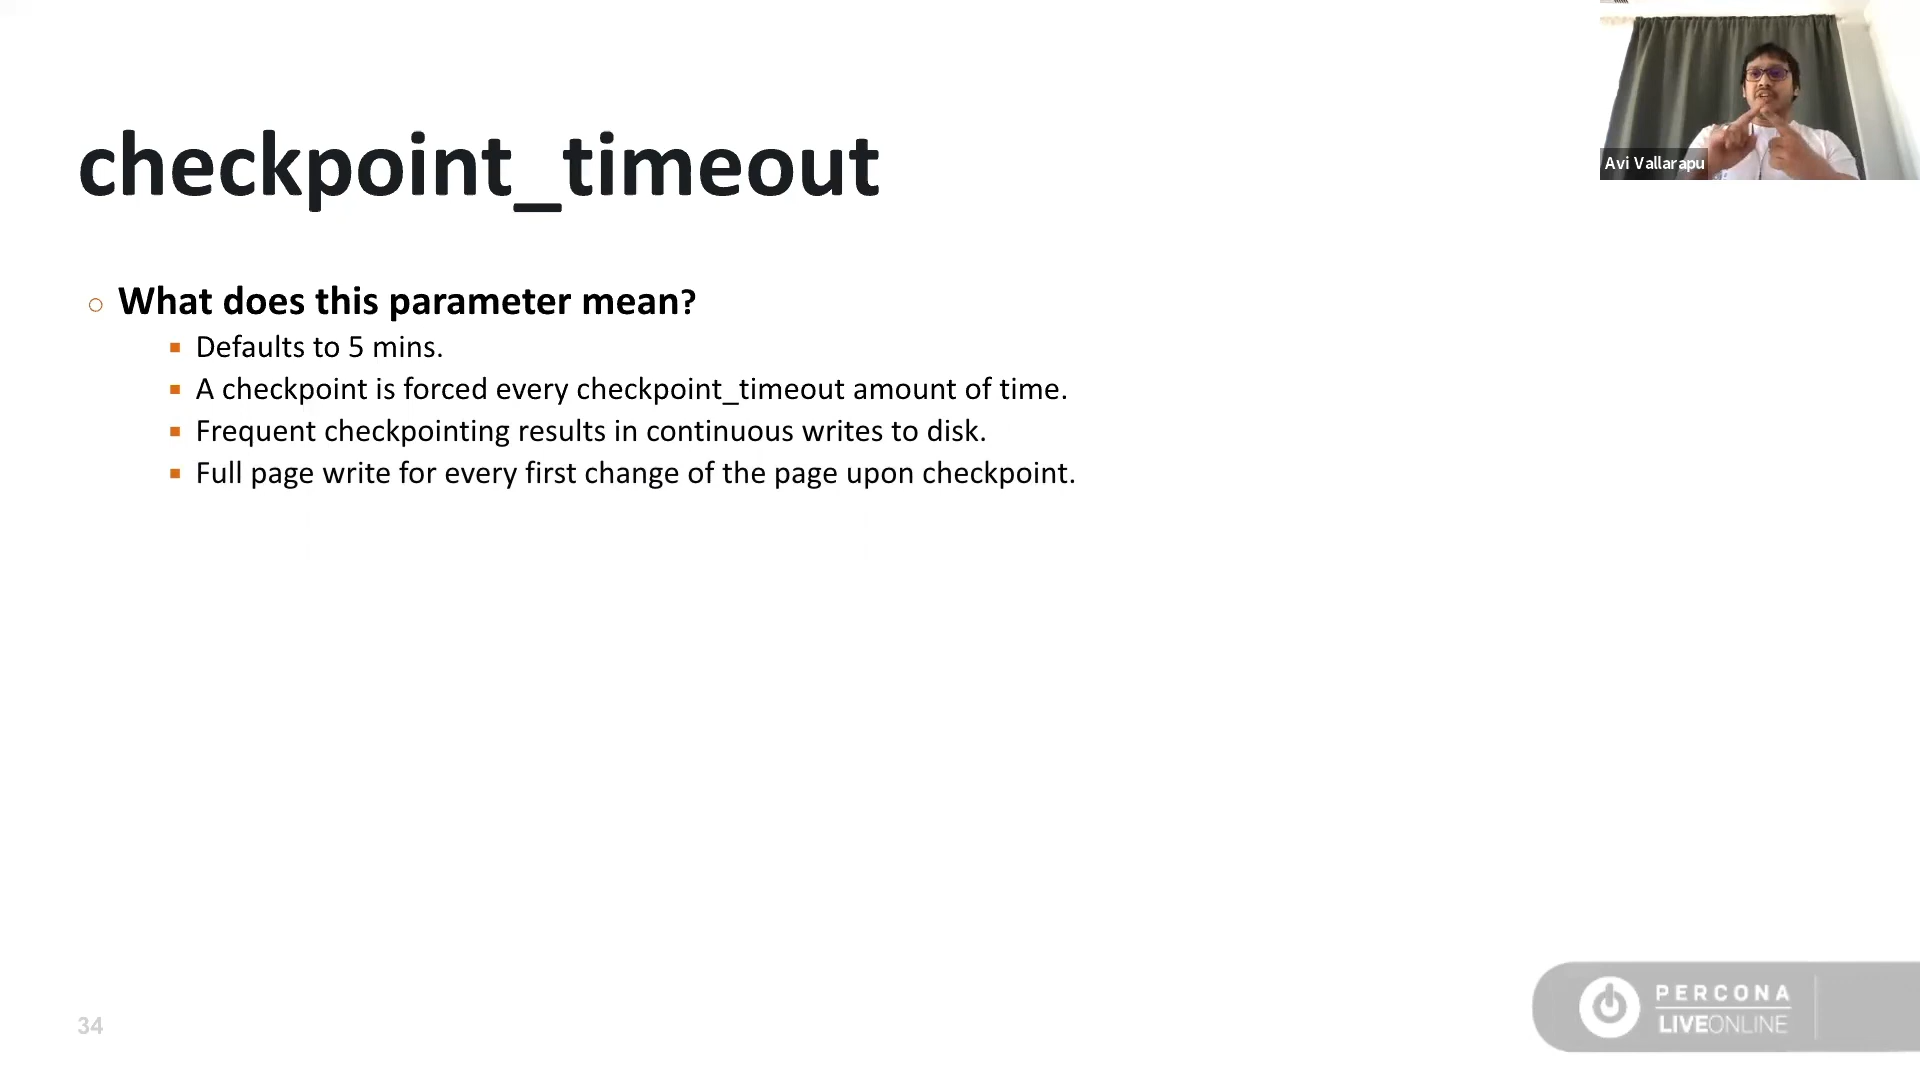 Avi Vallarapu
checkpoint_timeout
What does this parameter mean?
Defaults to 5 mins.
A checkpoint is forced every checkpoint_timeout amount of time.
Frequent checkpointing results in continuous writes to disk.
Full page write for every first change of the page upon checkpoint.
34
PERCONA
LIVEONLINE